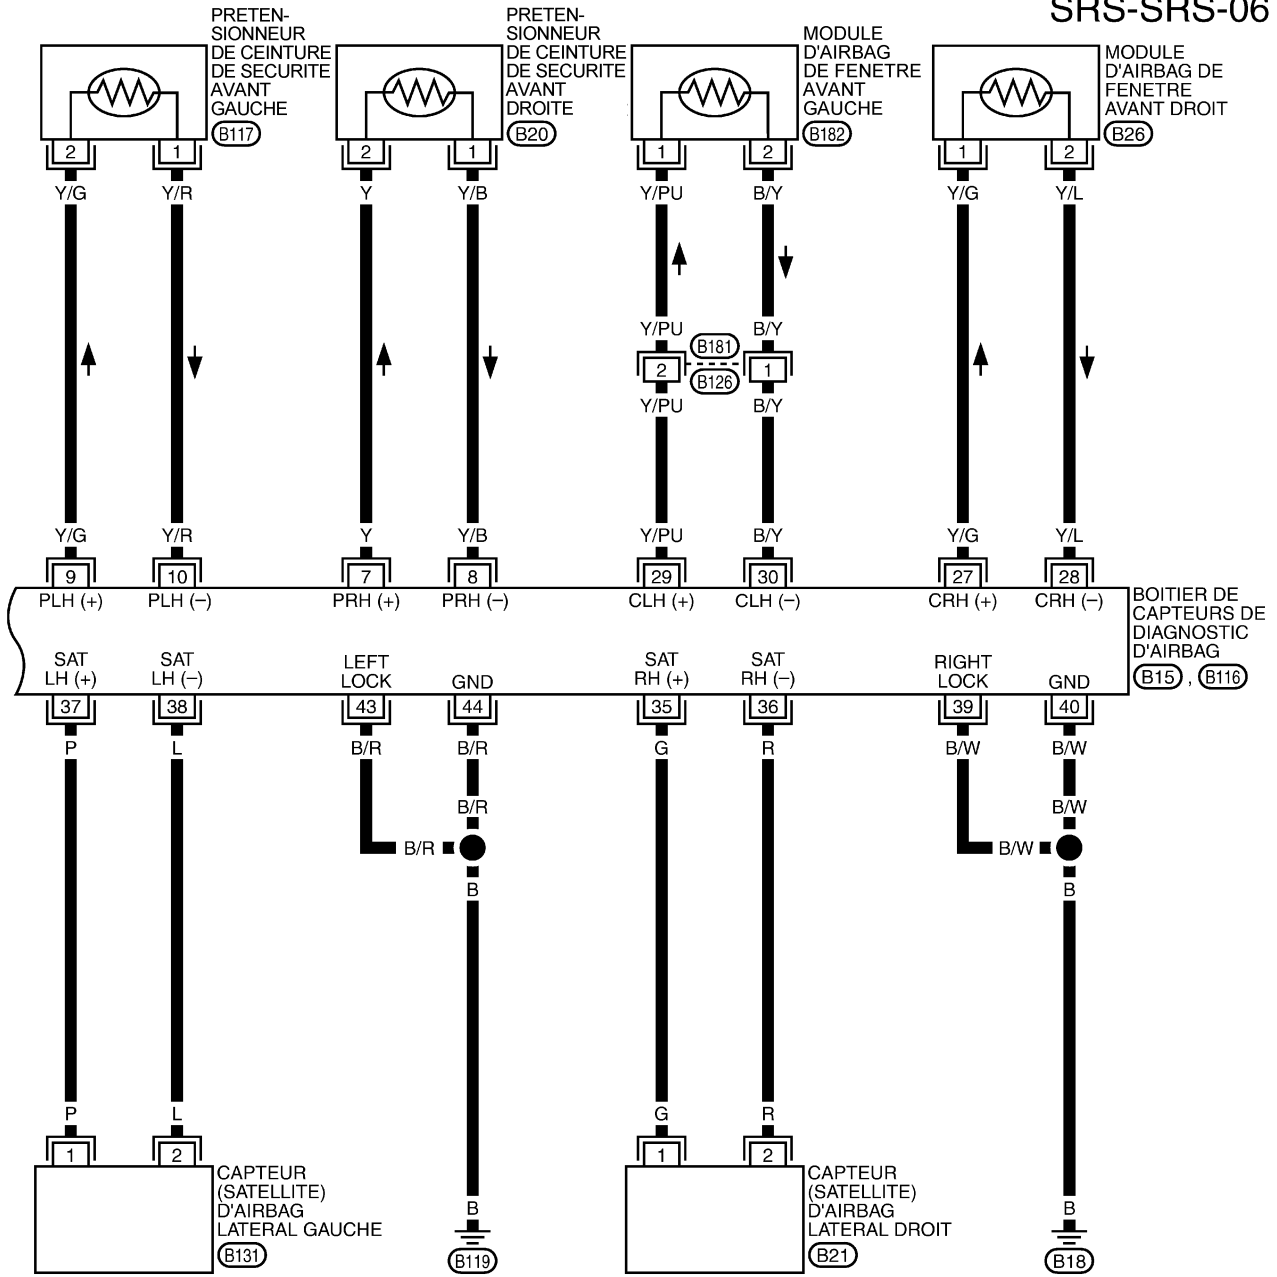 SRS-SRS-06
PRETEN-
SIONNEUR
DE CEINTURE
DE SECURITE
AVANT
GAUCHE
B117
PRETEN-
SIONNEUR
DE CEINTURE
DE SECURITE
AVANT
DROITE
B20
MODULE
D'AIRBAG
DE FENETRE
AVANT
GAUCHE
B182
MODULE
D'AIRBAG DE
FENETRE
AVANT DROIT
B26
2 1 2 1 1 2 1 2
Y/G Y/R Y Y/B Y/PU B/Y Y/G Y/L
Y/PU B/Y
B181
2 1
B126
Y/PU B/Y
Y/G Y/R Y Y/B Y/PU B/Y Y/G Y/L
9 10 7 8 29 30 27 28
PLH (+) PLH (–) PRH (+) PRH (–) CLH (+) CLH (–) CRH (+) CRH (–)
BOITIER DE
CAPTEURS DE
DIAGNOSTIC
D'AIRBAG
B15 , B116
SAT
LH (+)
SAT
LH (–)
LEFT
LOCK
GND
SAT
RH (+)
SAT
RH (–)
RIGHT
LOCK
GND
37 38 43 44 35 36 39 40
P L B/R B/R G R B/W B/W
B/R B/W
B/R B/W
B B
P L G R
1 2 1 2
CAPTEUR
(SATELLITE)
D'AIRBAG
LATERAL GAUCHE
B131
B
B119
CAPTEUR
(SATELLITE)
D'AIRBAG
LATERAL DROIT
B21
B
B18